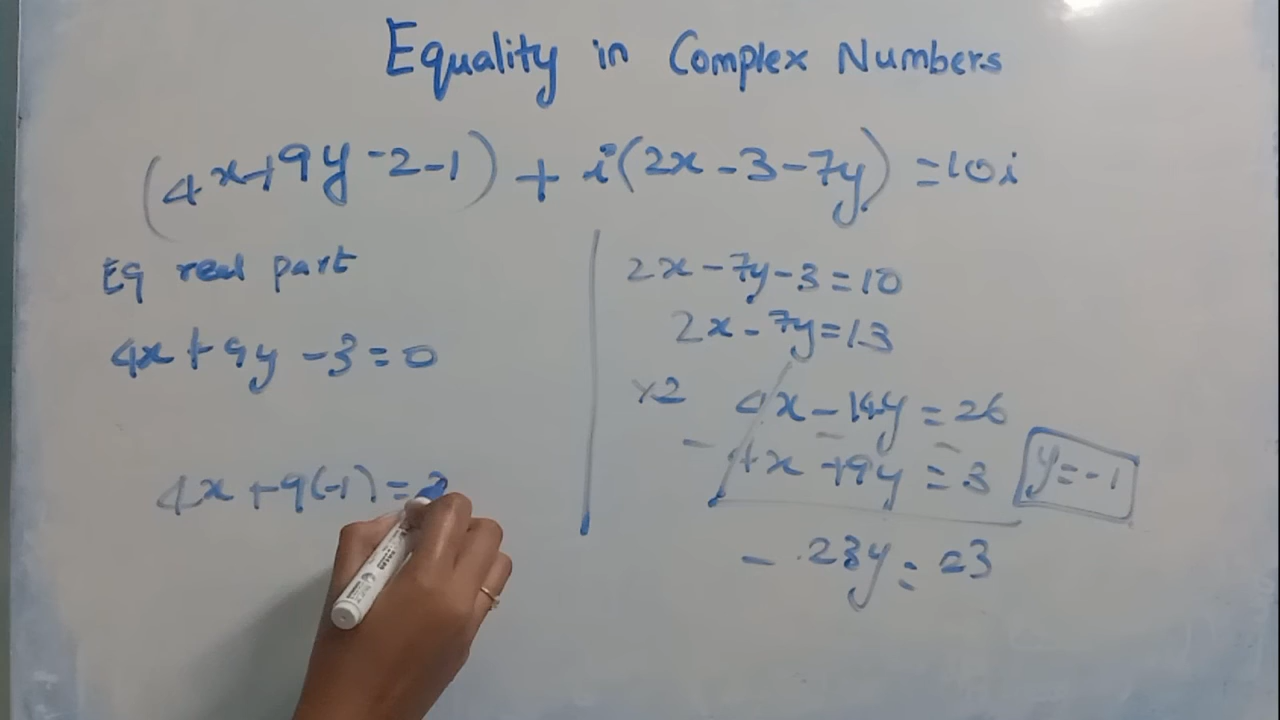 Equality in Complex Numbers
(4x+9y-2-1) + i(2x-3-7y) =10i
Eq real part
4x+9y-3=0
4x+9(-1)=
2x-7y-3=10
2x-7y=13
×2 4x-14y=26
- 4x+9y=3
y=-1
-23y=23